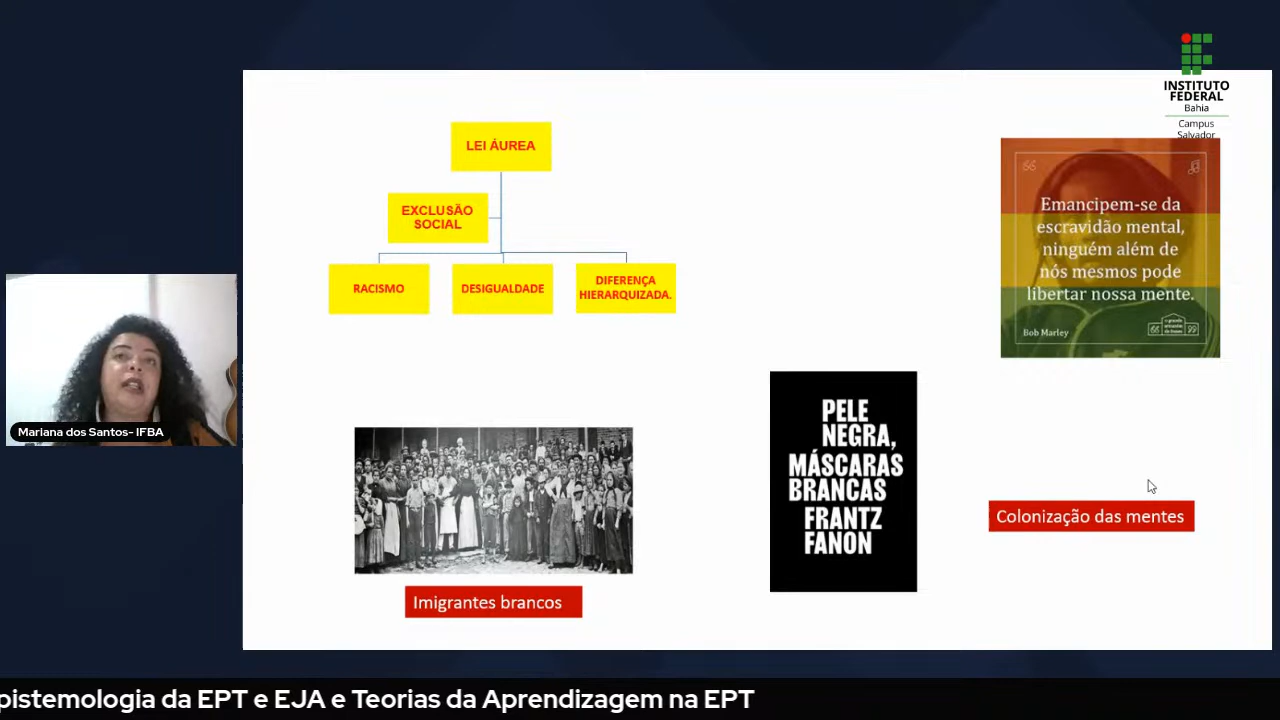 INSTITUTO
FEDERAL
Bahia
Campus
Salvador
LEI ÁUREA
EXCLUSÃO
SOCIAL
RACISMO
DESIGUALDADE
DIFERENÇA
HIERARQUIZADA.
Emancipem-se da
escravidão mental,
ninguém além de
nós mesmos pode
libertar nossa mente.
Bob Marley
Mariana dos Santos- IFBA
PELE
NEGRA,
MÁSCARAS
BRANCAS
FRANTZ
FANON
Colonização das mentes
Imigrantes brancos
pistemologia da EPT e EJA e Teorias da Aprendizagem na EPT